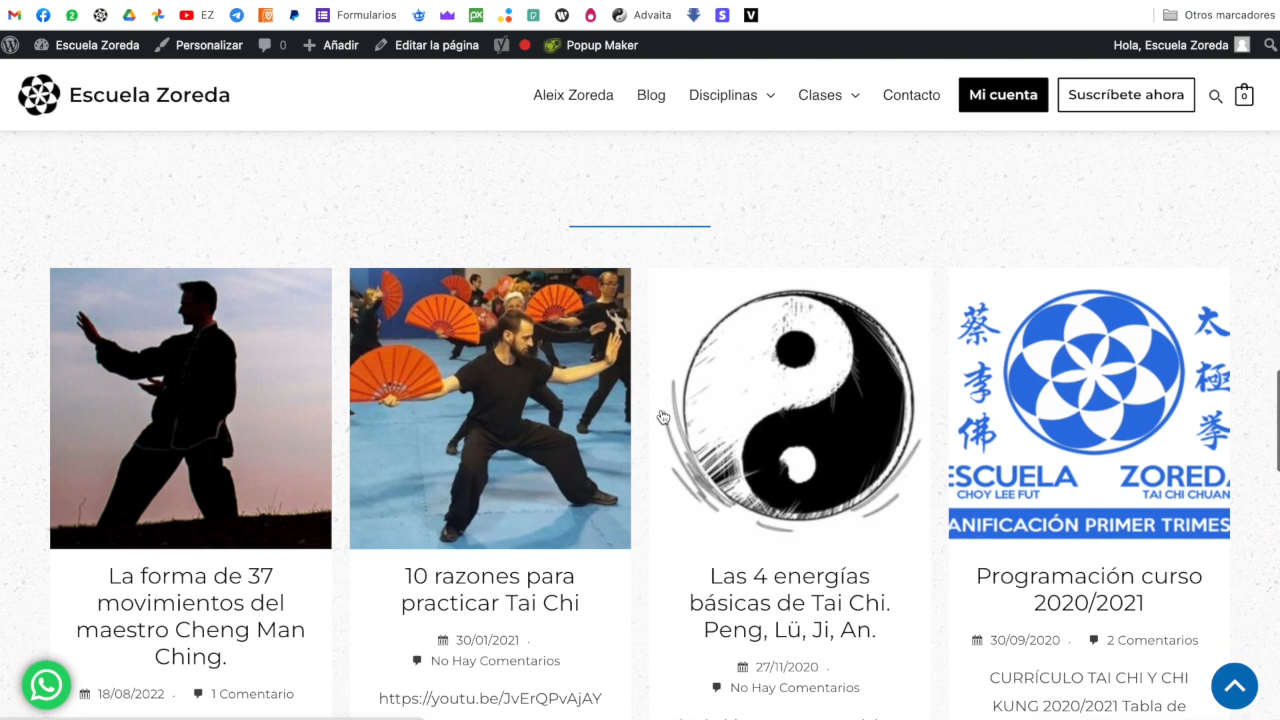 EZ
Formularios
Advaita
Otros marcadores
Escuela Zoreda
Personalizar
0
Añadir
Editar la página
Popup Maker
Hola, Escuela Zoreda
Escuela Zoreda
Aleix Zoreda
Blog
Disciplinas
Clases
Contacto
Mi cuenta
Suscríbete ahora
0
蔡李佛
太極拳
ESCUELA ZOREDA
CHOY LEE FUT
TAI CHI CHUAN
ANIFICACIÓN PRIMER TRIMES
La forma de 37
movimientos del
maestro Cheng Man
Ching.
18/08/2022 .
1 Comentario
10 razones para
practicar Tai Chi
30/01/2021 .
No Hay Comentarios
https://youtu.be/JvErQPvAjAY
Las 4 energías
básicas de Tai Chi.
Peng, Lü, Ji, An.
27/11/2020 .
No Hay Comentarios
Programación curso
2020/2021
30/09/2020 .
2 Comentarios
CURRÍCULO TAI CHI Y CHI
KUNG 2020/2021 Tabla de